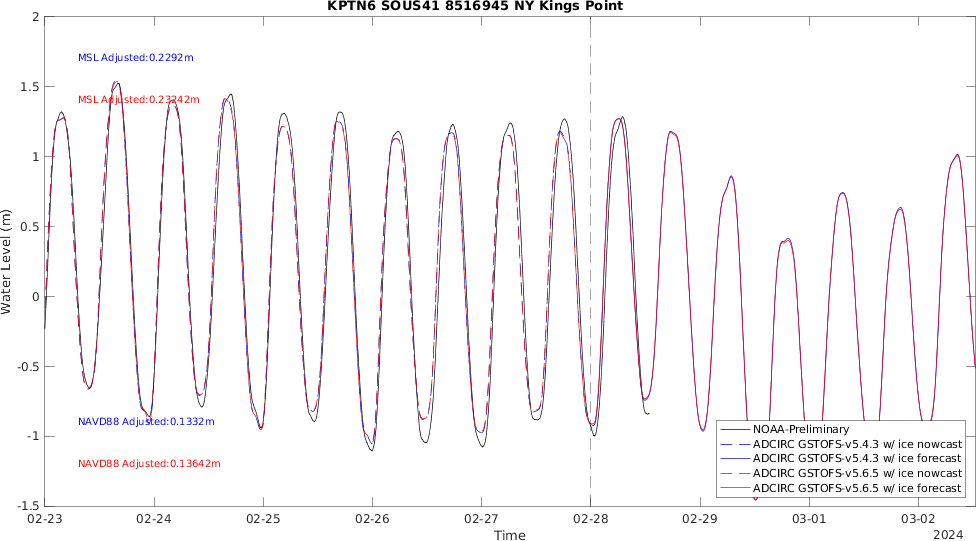 KPTN6 SOUS41 8516945 NY Kings Point
2
1.5
1
0.5
0
-0.5
-1
-1.5
Water Level (m)
MSL Adjusted:0.2292m
MSL Adjusted:0.23242m
NAVD88 Adjusted:0.1332m
NAVD88 Adjusted:0.13642m
NOAA-Preliminary
ADCIRC GSTOFS-v5.4.3 w/ ice nowcast
ADCIRC GSTOFS-v5.4.3 w/ ice forecast
ADCIRC GSTOFS-v5.6.5 w/ ice nowcast
ADCIRC GSTOFS-v5.6.5 w/ ice forecast
02-23 02-24 02-25 02-26 02-27 02-28 02-29 03-01 03-02
Time
2024